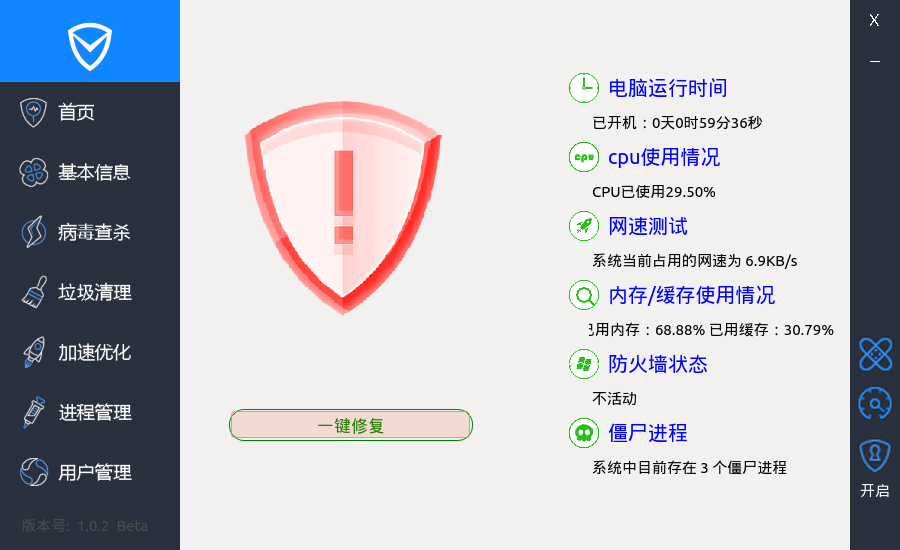 首页
基本信息
病毒查杀
垃圾清理
加速优化
进程管理
用户管理
版本号: 1.0.2 Beta
一键修复
电脑运行时间
已开机：0天0时59分36秒
cpu
cpu使用情况
CPU已使用29.50%
网速测试
系统当前占用的网速为 6.9KB/s
内存/缓存使用情况
已用内存：68.88% 已用缓存：30.79%
防火墙状态
不活动
僵尸进程
系统中目前存在 3 个僵尸进程
X
开启